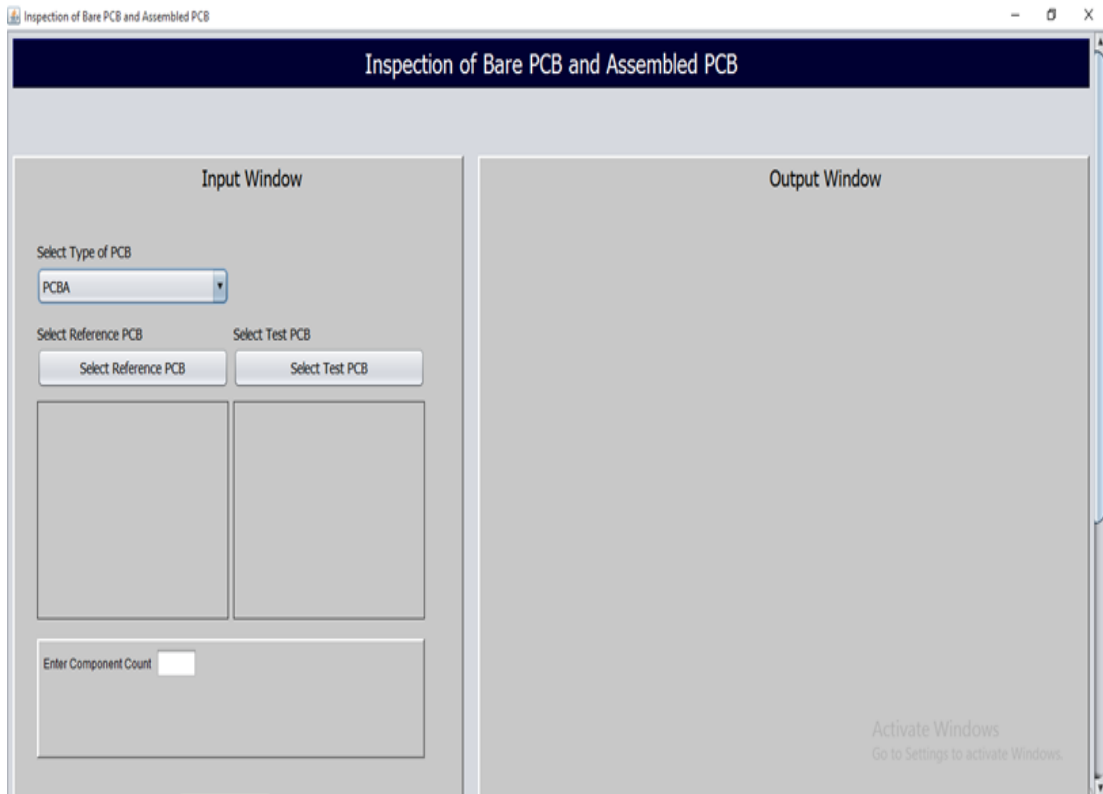 Inspection of Bare PCB and Assembled PCB
Inspection of Bare PCB and Assembled PCB
Input Window
Select Type of PCB
PCBA
Select Reference PCB Select Test PCB
Select Reference PCB Select Test PCB
Enter Component Count
Output Window
Activate Windows
Go to Settings to activate Windows.